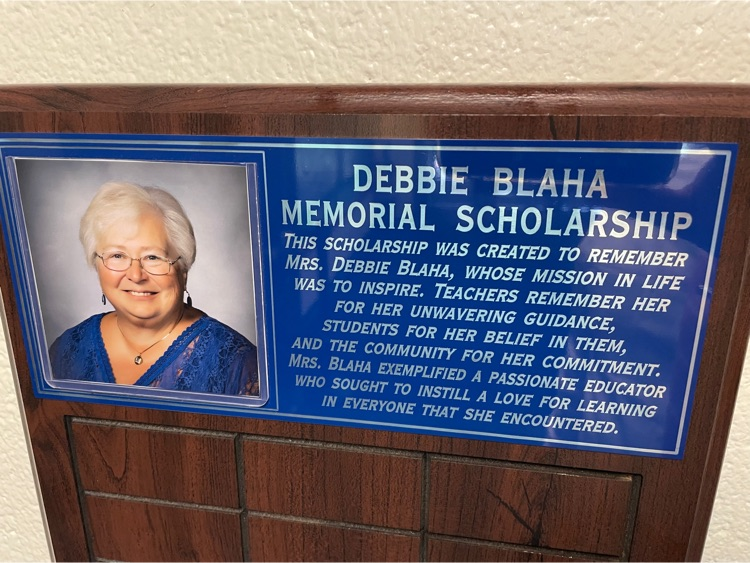 DEBBIE BLAHA
MEMORIAL SCHOLARSHIP
THIS SCHOLARSHIP WAS CREATED TO REMEMBER
MRS. DEBBIE BLAHA, WHOSE MISSION IN LIFE
WAS TO INSPIRE. TEACHERS REMEMBER HER
FOR HER UNWAVERING GUIDANCE,
STUDENTS FOR HER BELIEF IN THEM,
AND THE COMMUNITY FOR HER COMMITMENT.
MRS. BLAHA EXEMPLIFIED A PASSIONATE EDUCATOR
WHO SOUGHT TO INSTILL A LOVE FOR LEARNING
IN EVERYONE THAT SHE ENCOUNTERED.